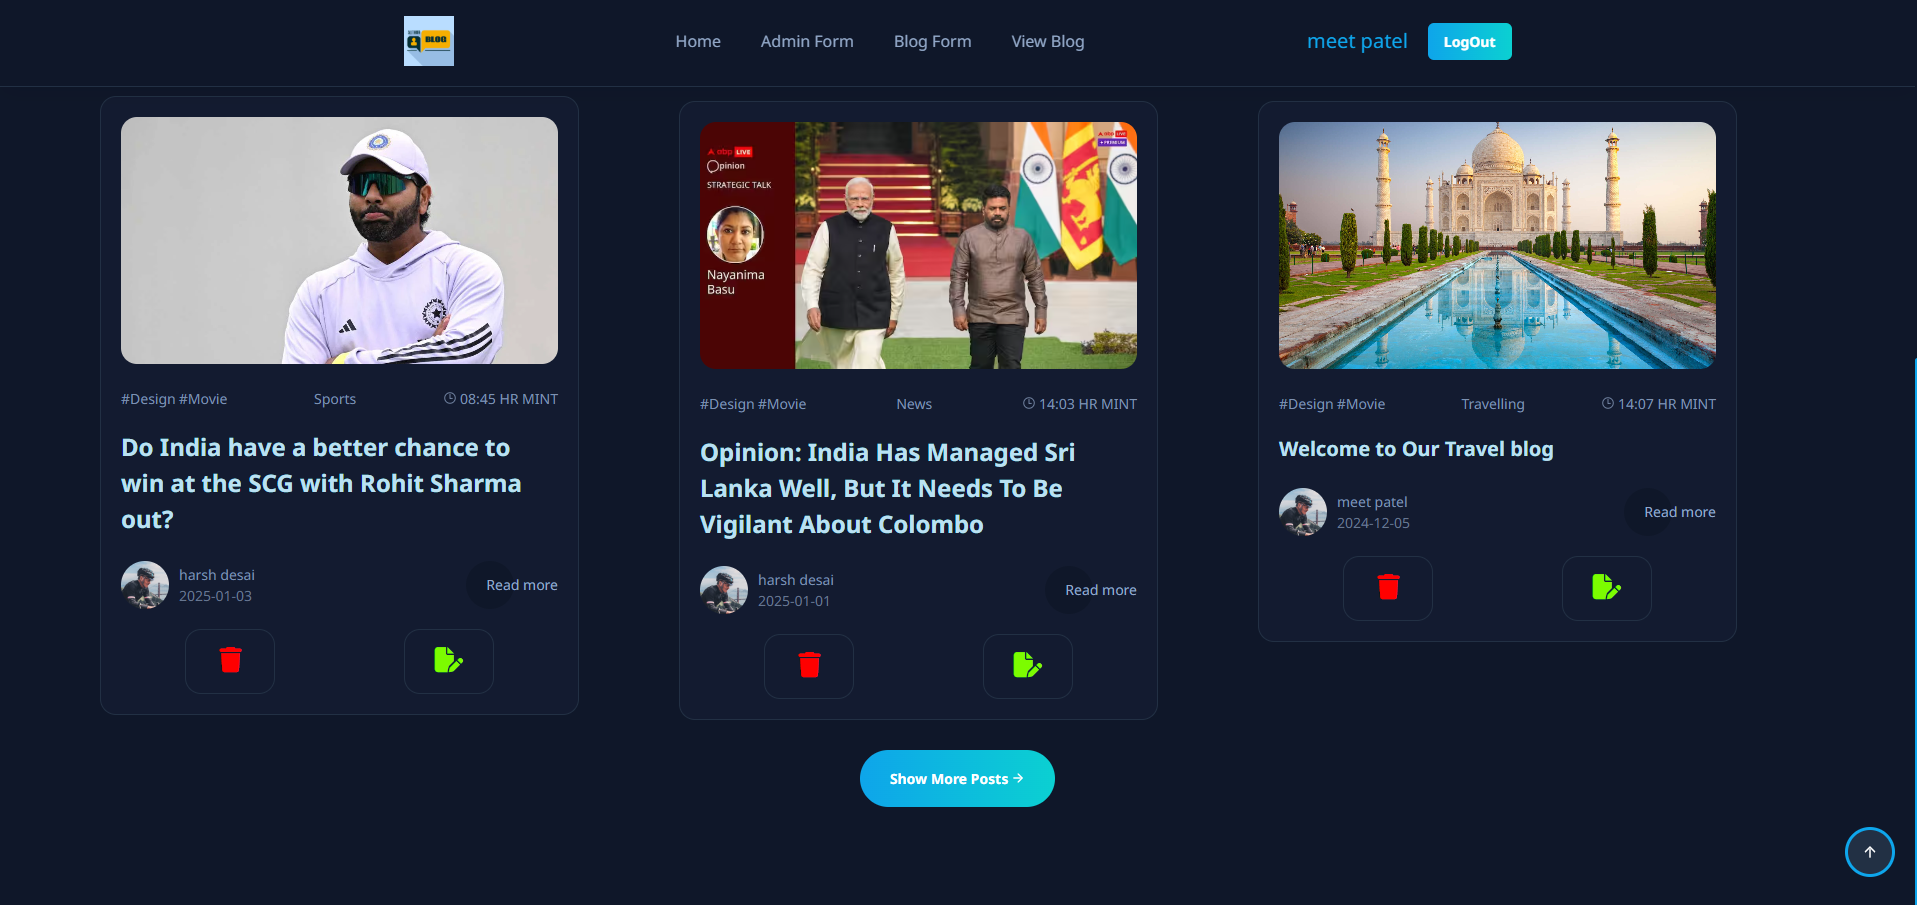 BLOG
Home
Admin Form
Blog Form
View Blog
meet patel
LogOut
abp LIVE
Opinion
STRATEGIC TALK
Nayanima
Basu
abp LIVE
PREMIUM
#Design #Movie
Sports
08:45 HR MINT
Do India have a better chance to
win at the SCG with Rohit Sharma
out?
harsh desai
2025-01-03
Read more
#Design #Movie
News
14:03 HR MINT
Opinion: India Has Managed Sri
Lanka Well, But It Needs To Be
Vigilant About Colombo
harsh desai
2025-01-01
Read more
#Design #Movie
Travelling
14:07 HR MINT
Welcome to Our Travel blog
meet patel
2024-12-05
Read more
Show More Posts